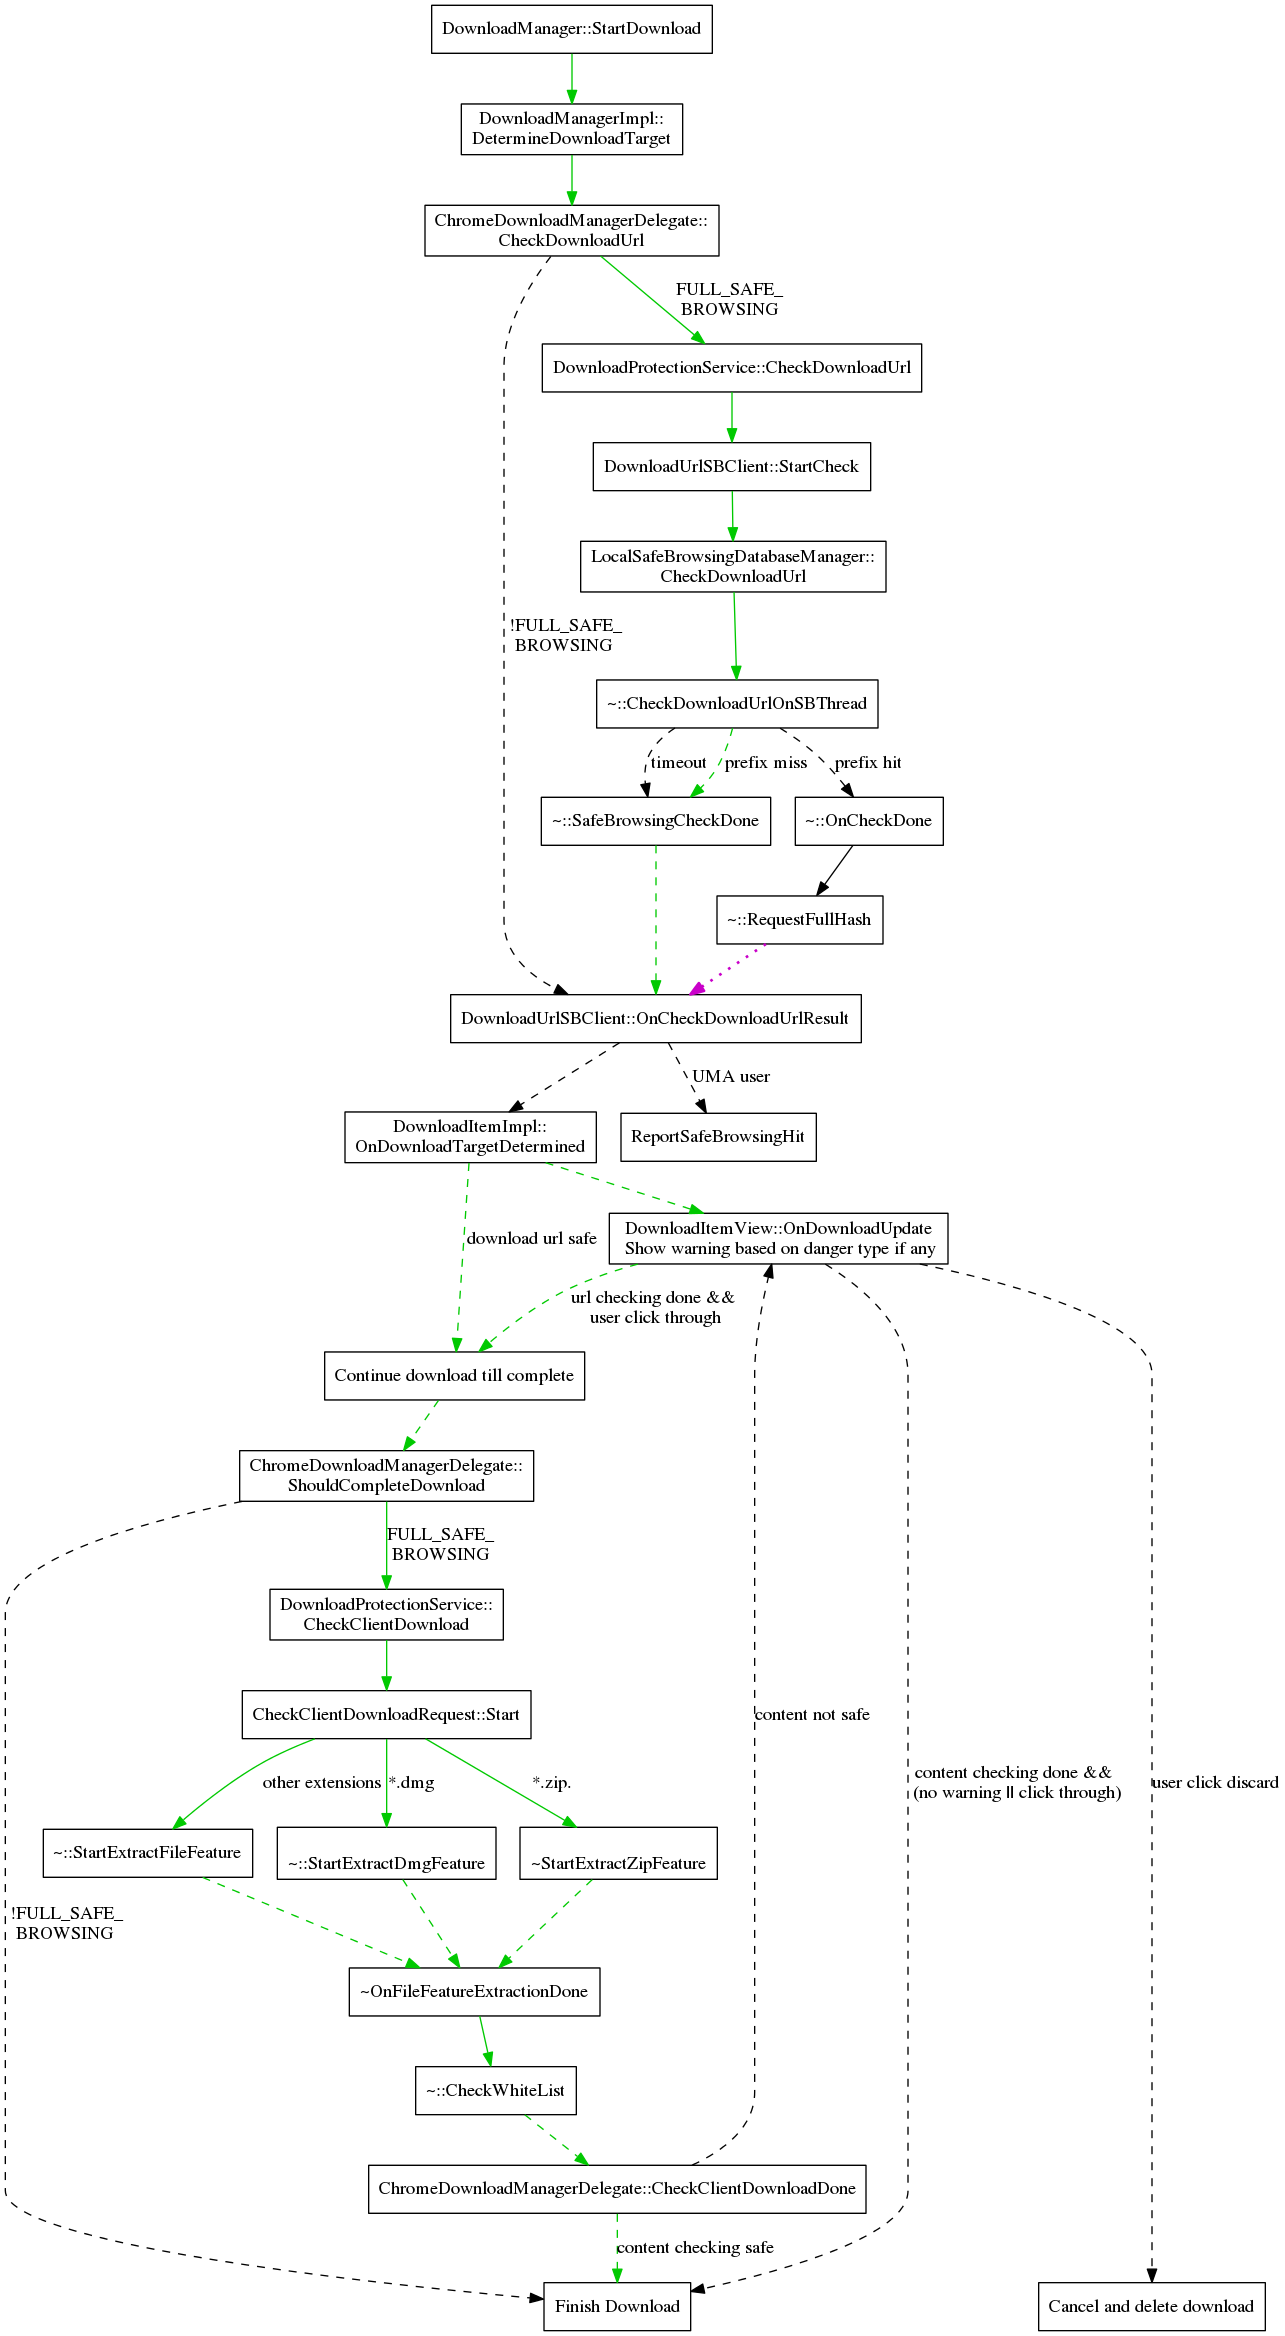 DownloadManager::StartDownload
DownloadManagerImpl::
DetermineDownloadTarget
ChromeDownloadManagerDelegate::
CheckDownloadUrl
FULL_SAFE_
BROWSING
DownloadProtectionService::CheckDownloadUrl
DownloadUrlSBClient::StartCheck
LocalSafeBrowsingDatabaseManager::
CheckDownloadUrl
!FULL_SAFE_
BROWSING
~::CheckDownloadUrlOnSBThread
timeout
prefix miss
prefix hit
~::SafeBrowsingCheckDone
~::OnCheckDone
~::RequestFullHash
DownloadUrlSBClient::OnCheckDownloadUrlResult
UMA user
DownloadItemImpl::
OnDownloadTargetDetermined
ReportSafeBrowsingHit
download url safe
DownloadItemView::OnDownloadUpdate
Show warning based on danger type if any
url checking done &&
user click through
Continue download till complete
ChromeDownloadManagerDelegate::
ShouldCompleteDownload
FULL_SAFE_
BROWSING
DownloadProtectionService::
CheckClientDownload
CheckClientDownloadRequest::Start
content not safe
other extensions
*.dmg
*.zip.
content checking done &&
(no warning || click through)
user click discard
~::StartExtractFileFeature
~::StartExtractDmgFeature
~StartExtractZipFeature
!FULL_SAFE_
BROWSING
~OnFileFeatureExtractionDone
~::CheckWhiteList
ChromeDownloadManagerDelegate::CheckClientDownloadDone
content checking safe
Finish Download
Cancel and delete download